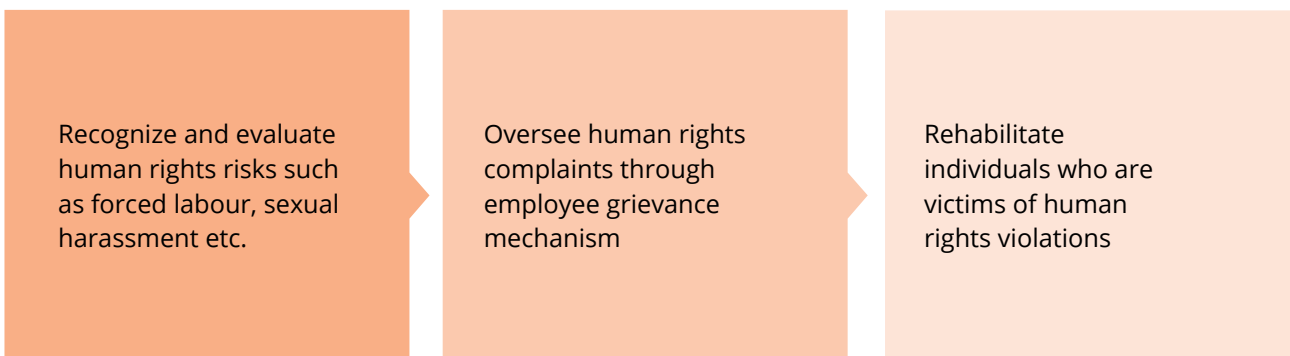 Recognize and evaluate
human rights risks such
as forced labour, sexual
harassment etc.
Oversee human rights
complaints through
employee grievance
mechanism
Rehabilitate
individuals who are
victims of human
rights violations